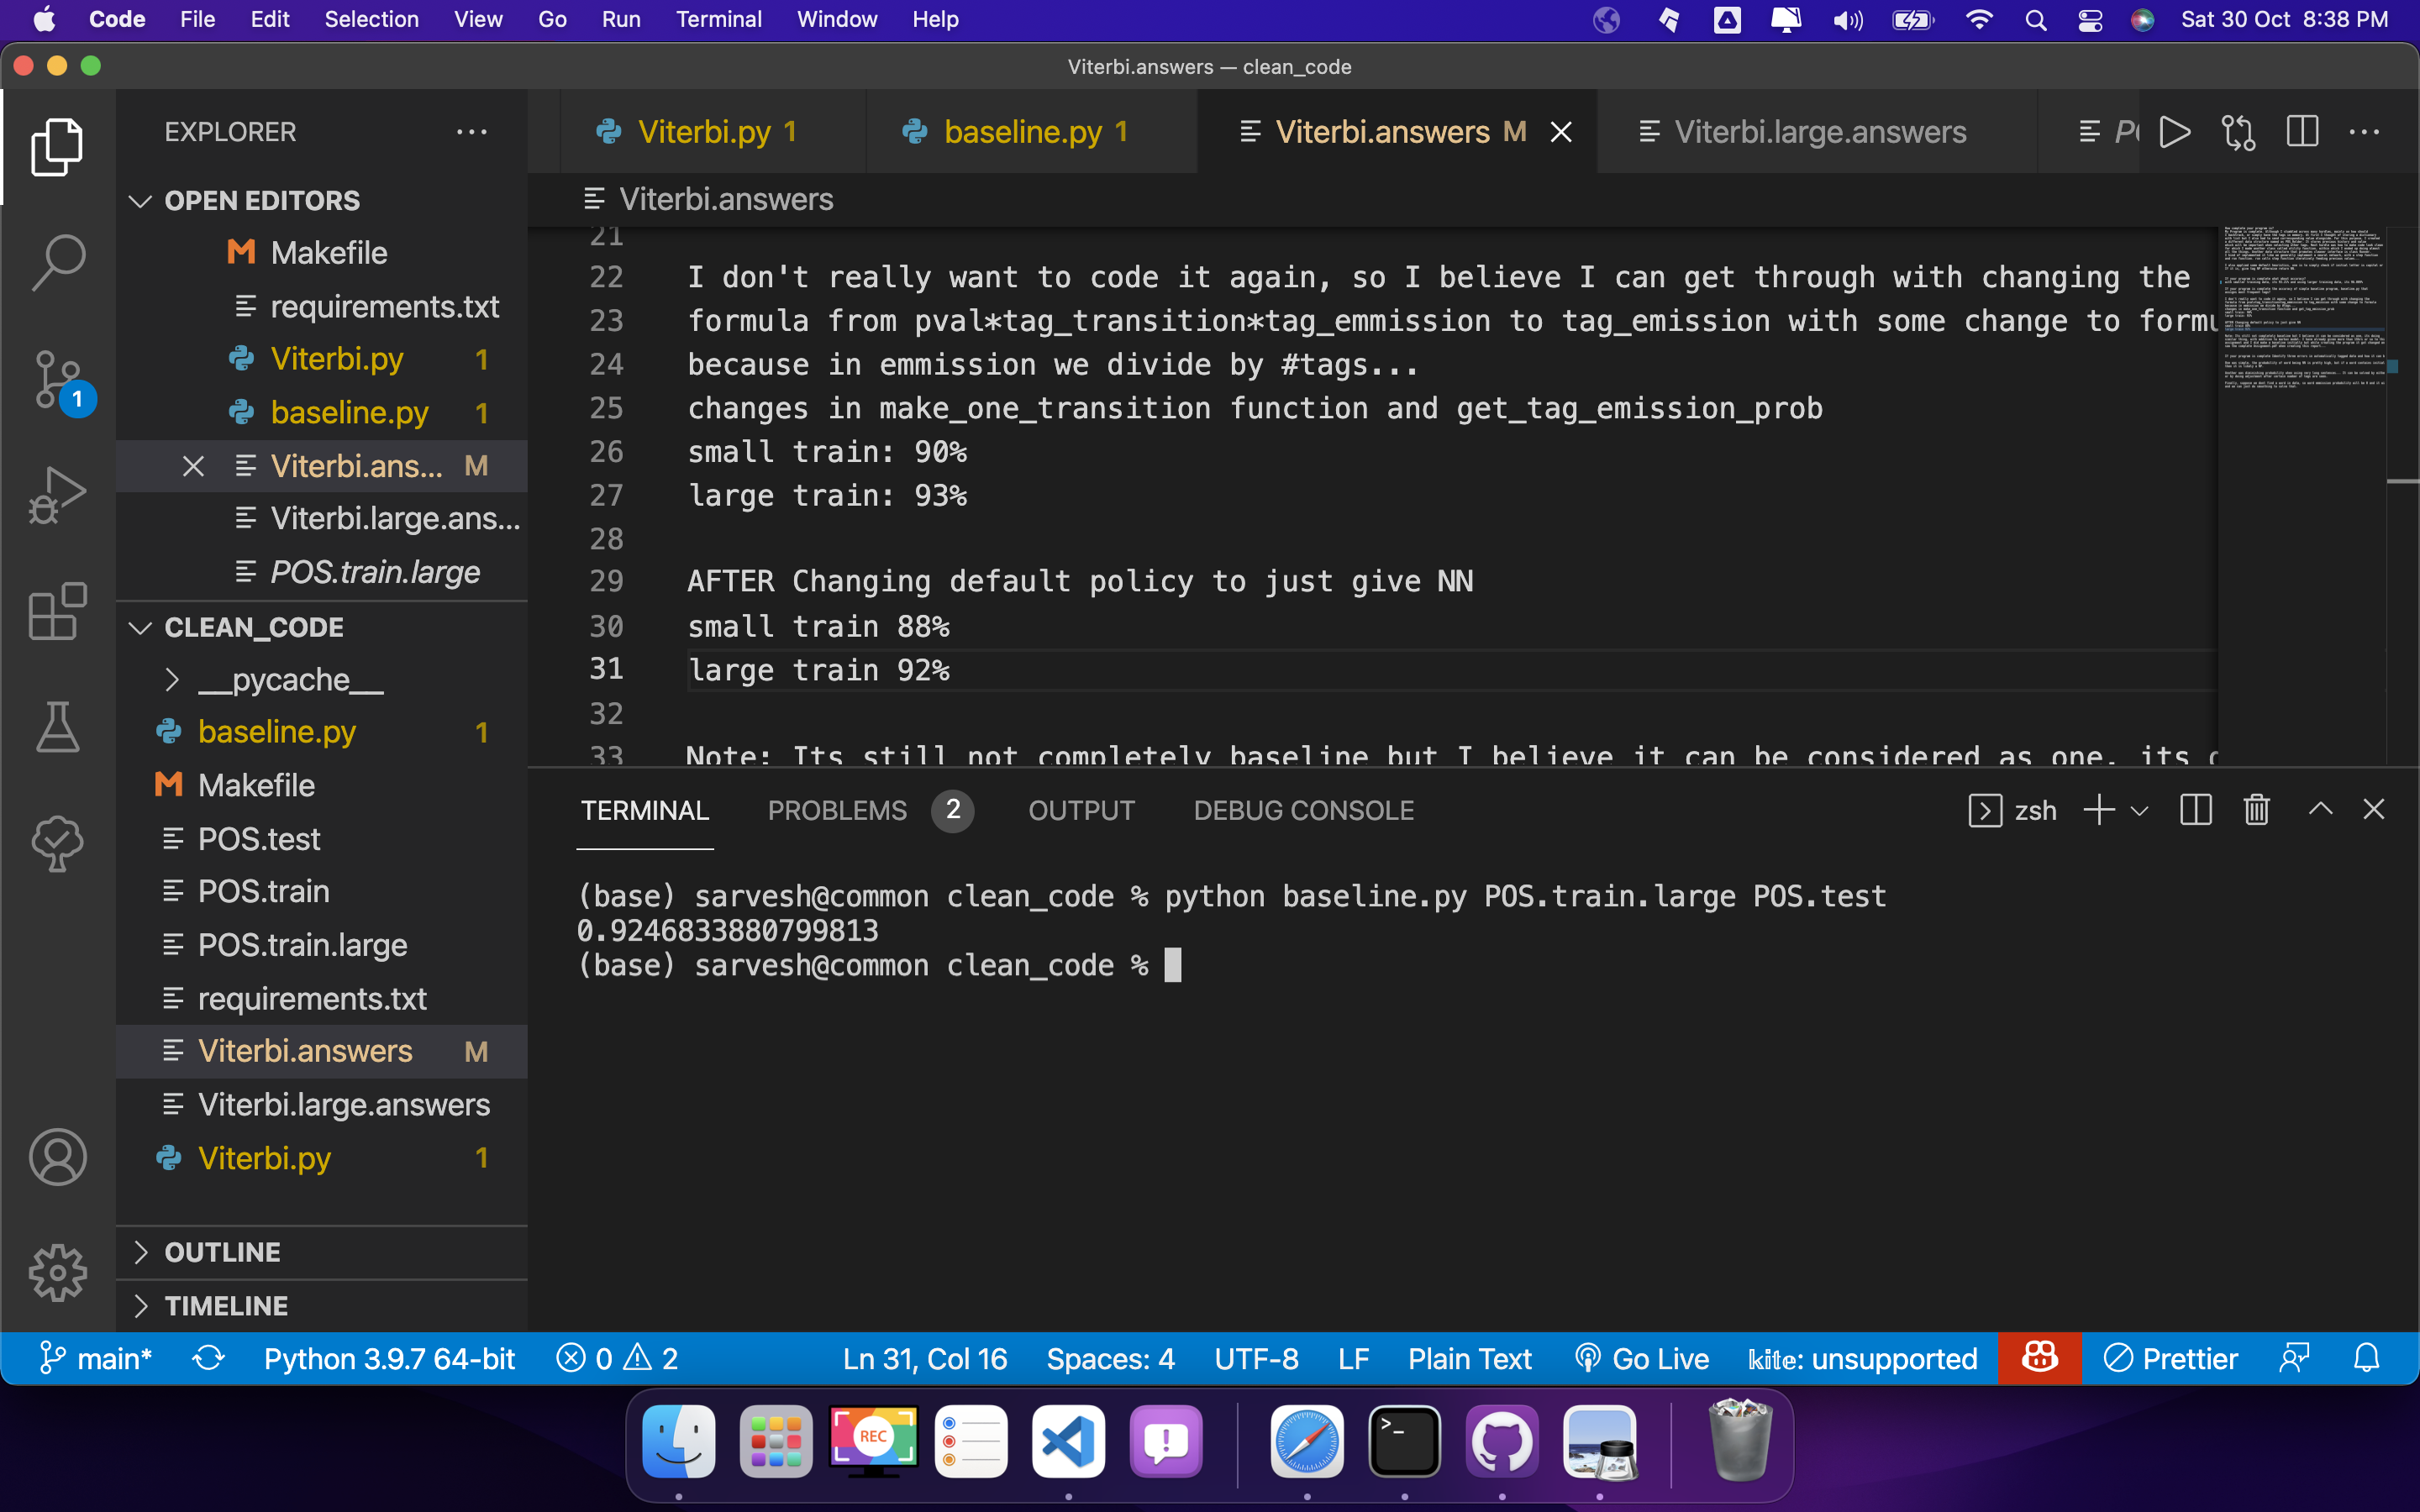 Code File Edit Selection View Go Run Terminal Window Help Sat 30 Oct 8:38 PM
Viterbi.answers — clean_code
EXPLORER
OPEN EDITORS
Makefile
requirements.txt
Viterbi.py 1
baseline.py 1
Viterbi.ans... M
Viterbi.large.ans...
POS.train.large
CLEAN_CODE
__pycache__
baseline.py 1
Makefile
POS.test
POS.train
POS.train.large
requirements.txt
Viterbi.answers M
Viterbi.large.answers
Viterbi.py 1
OUTLINE
TIMELINE
1
Viterbi.py 1 baseline.py 1 Viterbi.answers M Viterbi.large.answers
Viterbi.answers
21
22 I don't really want to code it again, so I believe I can get through with changing the
23 formula from pval*tag_transition*tag_emmission to tag_emission with some change to formu
24 because in emmission we divide by #tags...
25 changes in make_one_transition function and get_tag_emission_prob
26 small train: 90%
27 large train: 93%
28
29 AFTER Changing default policy to just give NN
30 small train 88%
31 large train 92%
32
33 Note: Its still not completely baseline but I believe it can be considered as one, its
TERMINAL PROBLEMS 2 OUTPUT DEBUG CONSOLE zsh
(base) sarvesh@common clean_code % python baseline.py POS.train.large POS.test
0.9246833880799813
(base) sarvesh@common clean_code %
main* Python 3.9.7 64-bit 0 2 Ln 31, Col 16 Spaces: 4 UTF-8 LF Plain Text Go Live kite: unsupported Prettier
REC